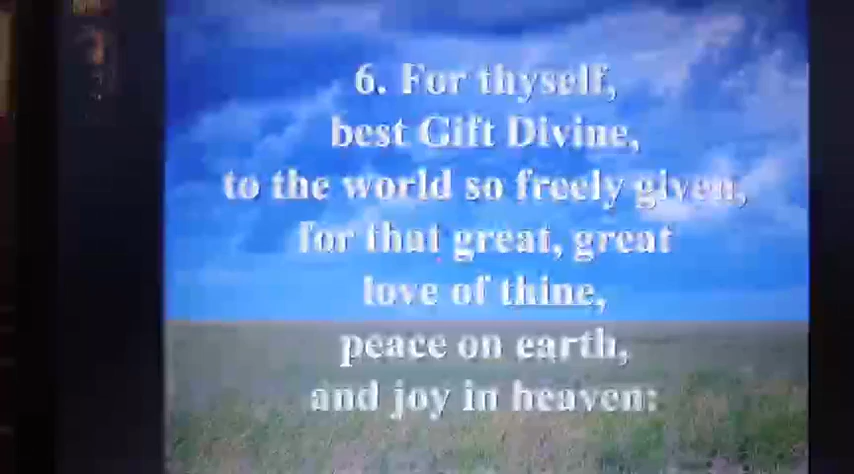 6. For thyself,
best Gift Divine,
to the world so freely given,
for that great, great
love of thine,
peace on earth,
and joy in heaven: